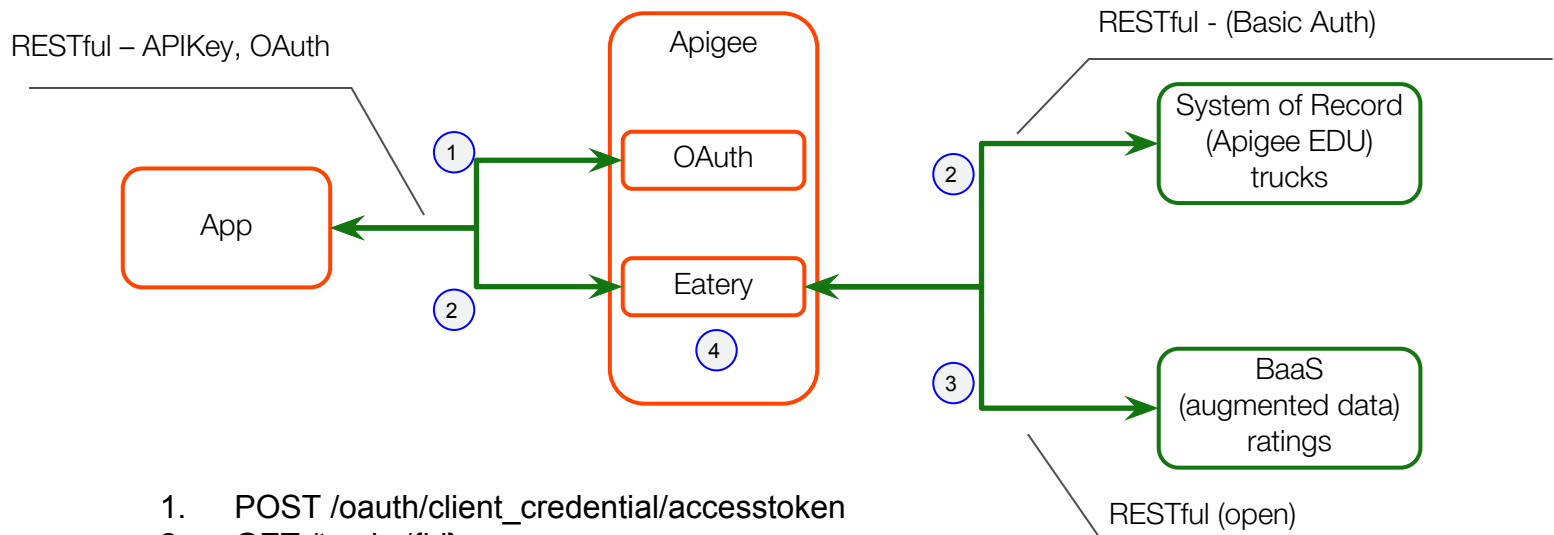 RESTful – APIKey, OAuth
Apigee
RESTful - (Basic Auth)
System of Record
(Apigee EDU)
trucks
1
OAuth
2
App
Eatery
2
4
3
BaaS
(augmented data)
ratings
1. POST /oauth/client_credential/accesstoken
RESTful (open)